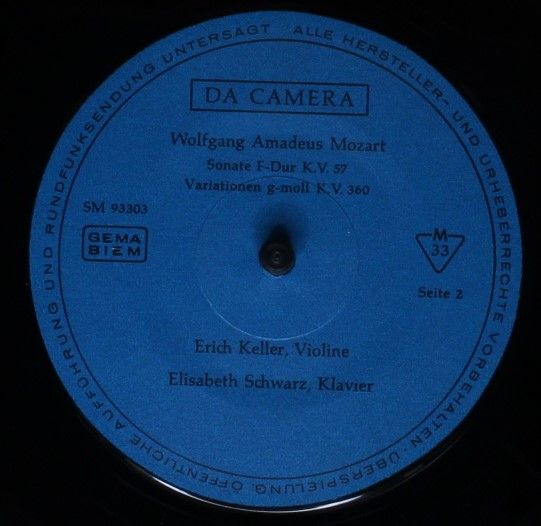 DA CAMERA
Wolfgang Amadeus Mozart
Sonate F-Dur K.V. 57
Variationen g-moll K.V. 360
SM 93303
GEMA
BIEM
M
33
Seite 2
Erich Keller, Violine
Elisabeth Schwarz, Klavier
ALLE HERSTELLER- UND URHEBERRECHTE VORBEHALTEN · ÜBERSPIELUNG, ÖFFENTLICHE AUFFÜHRUNG UND RUNDFUNKSENDUNG UNTERSAGT